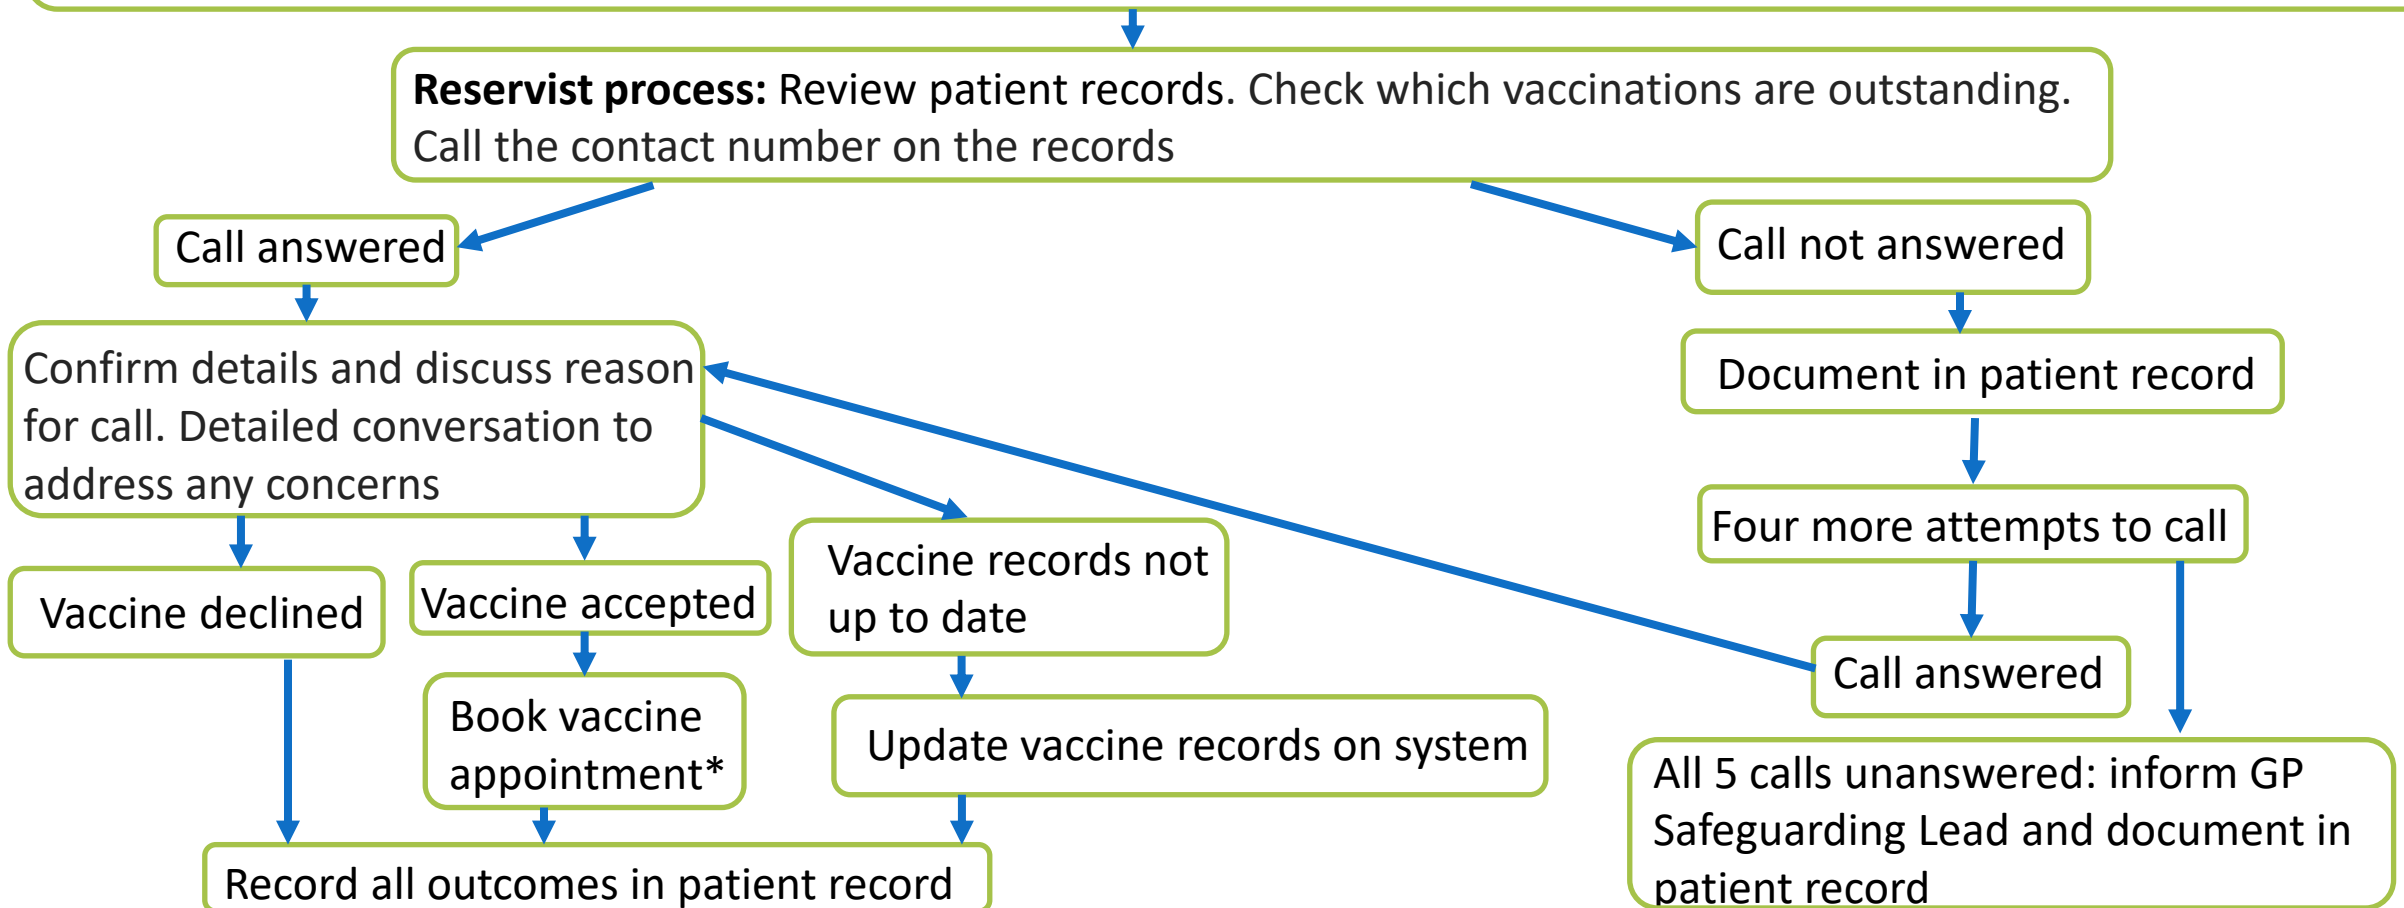 Reservist process: Review patient records. Check which vaccinations are outstanding.
Call the contact number on the records
Call answered
Call not answered
Confirm details and discuss reason
for call. Detailed conversation to
address any concerns
Document in patient record
Four more attempts to call
Vaccine declined
Vaccine accepted
Vaccine records not
up to date
Call answered
Book vaccine
appointment*
Update vaccine records on system
All 5 calls unanswered: inform GP
Safeguarding Lead and document in
patient record
Record all outcomes in patient record